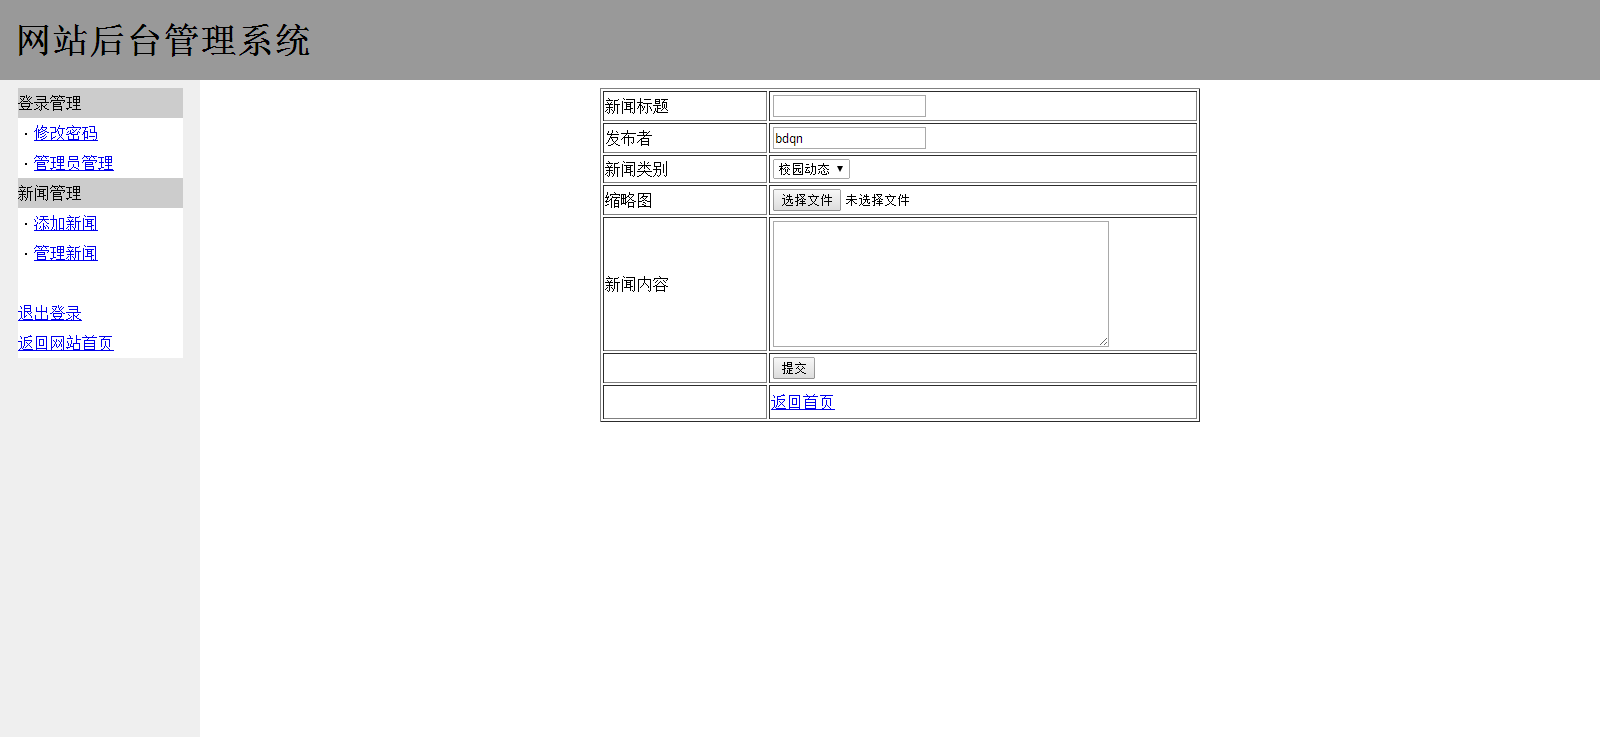 网站后台管理系统
登录管理
· 修改密码
· 管理员管理
新闻管理
· 添加新闻
· 管理新闻
退出登录
返回网站首页
新闻标题
发布者 bdqn
新闻类别 校园动态 ▼
缩略图 选择文件 未选择文件
新闻内容
提交
返回首页